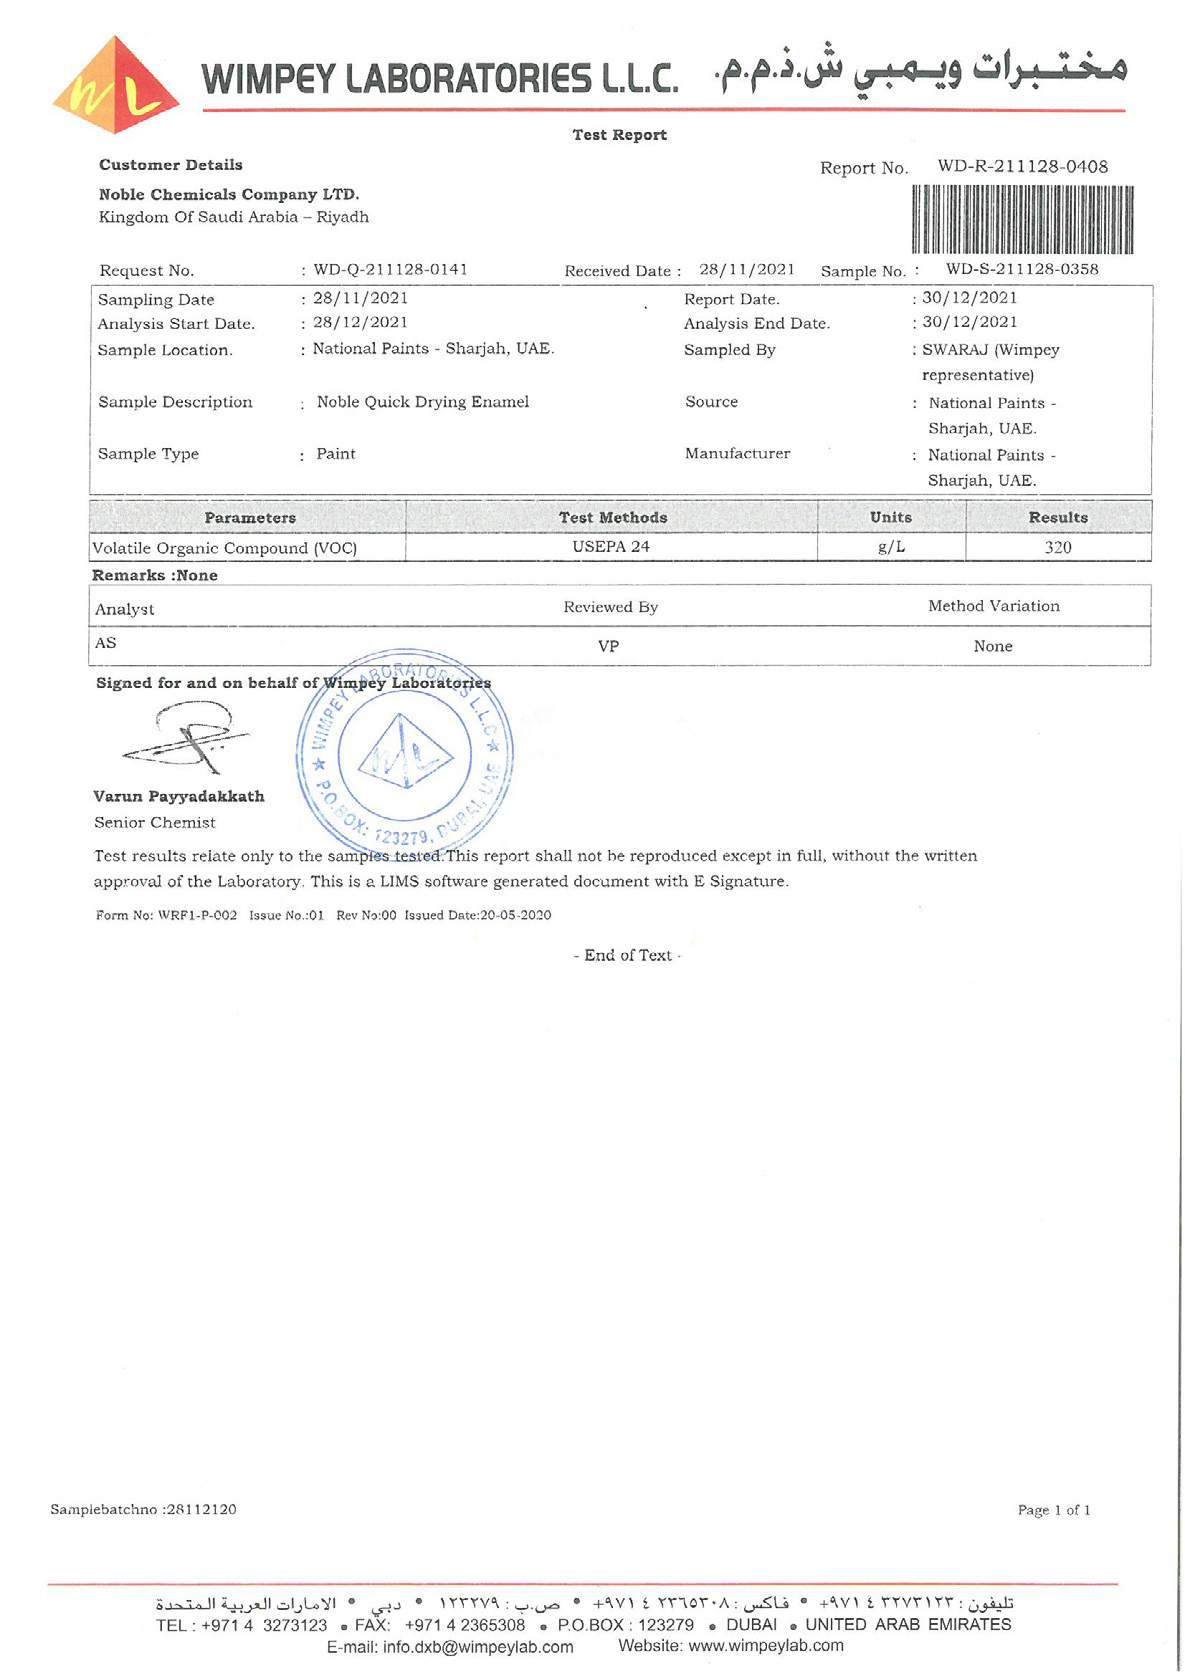 WL
WIMPEY LABORATORIES L.L.C. مختبرات ويمبي ش.ذ.م.م.
Test Report
Customer Details
Report No. WD-R-211128-0408
Noble Chemicals Company LTD.
Kingdom Of Saudi Arabia – Riyadh
Request No. : WD-Q-211128-0141 Received Date : 28/11/2021 Sample No. : WD-S-211128-0358
Sampling Date : 28/11/2021 Report Date. : 30/12/2021
Analysis Start Date. : 28/12/2021 Analysis End Date. : 30/12/2021
Sample Location. : National Paints - Sharjah, UAE. Sampled By : SWARAJ (Wimpey
representative)
Sample Description : Noble Quick Drying Enamel Source : National Paints -
Sharjah, UAE.
Sample Type : Paint Manufacturer : National Paints -
Sharjah, UAE.
Parameters Test Methods Units Results
Volatile Organic Compound (VOC) USEPA 24 g/L 320
Remarks :None
Analyst Reviewed By Method Variation
AS VP None
Signed for and on behalf of Wimpey Laboratories
★ WIMPEY LABORATORIES L.L.C ★
WL
P.O.BOX: 123279, DUBAI, UAE
Varun Payyadakkath
Senior Chemist
Test results relate only to the samples tested.This report shall not be reproduced except in full, without the written
approval of the Laboratory. This is a LIMS software generated document with E Signature.
Form No: WRF1-P-002 Issue No.:01 Rev No:00 Issued Date:20-05-2020
- End of Text -
Samplebatchno :28112120 Page 1 of 1
تليفون : ٣٢٧٣١٢٣ ٤ ٩٧١+ • فاكس : ٢٣٦٥٣٠٨ ٤ ٩٧١+ • ص.ب : ١٢٣٢٧٩ • دبي • الامارات العربية المتحدة
TEL : +971 4 3273123 • FAX: +971 4 2365308 • P.O.BOX : 123279 • DUBAI • UNITED ARAB EMIRATES
E-mail: info.dxb@wimpeylab.com Website: www.wimpeylab.com